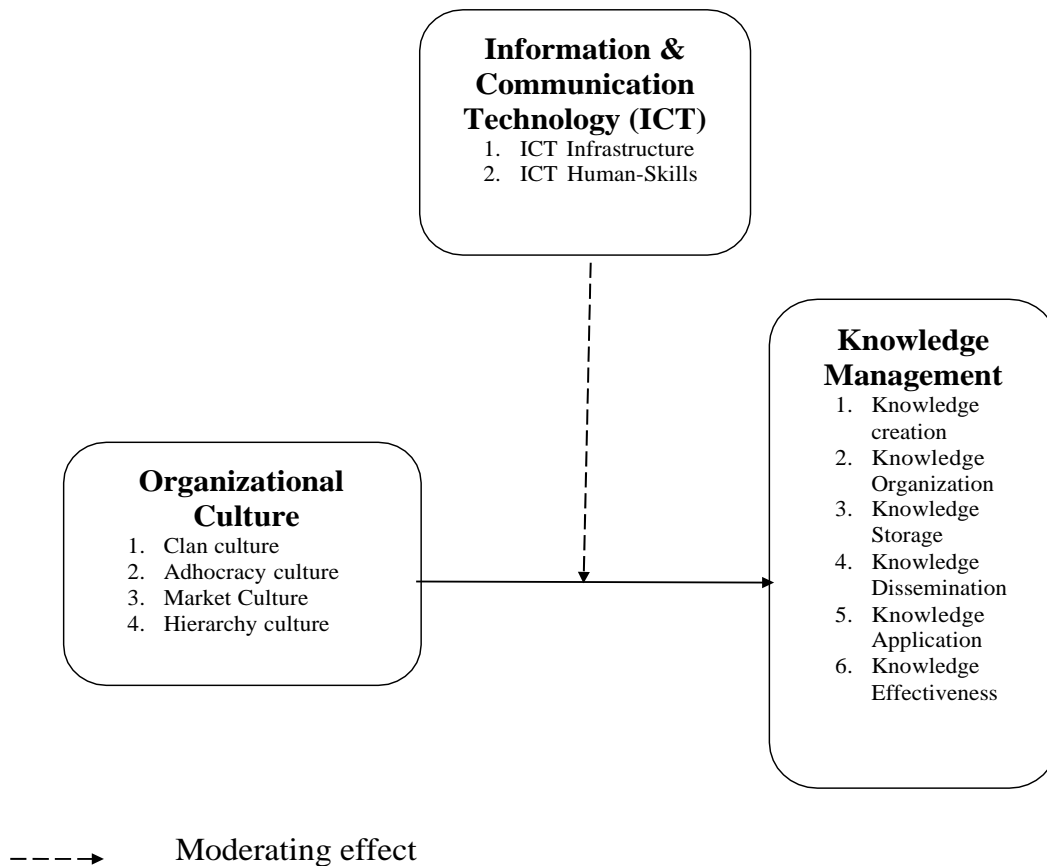 Information &
Communication
Technology (ICT)
1. ICT Infrastructure
2. ICT Human-Skills
Organizational
Culture
1. Clan culture
2. Adhocracy culture
3. Market Culture
4. Hierarchy culture
Knowledge
Management
1. Knowledge
creation
2. Knowledge
Organization
3. Knowledge
Storage
4. Knowledge
Dissemination
5. Knowledge
Application
6. Knowledge
Effectiveness
Moderating effect